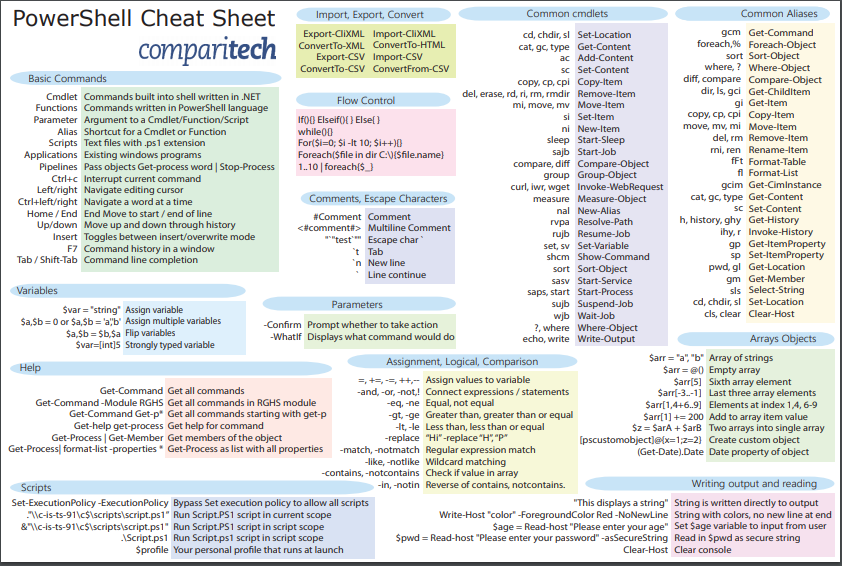 PowerShell Cheat Sheet
comparitech
Basic Commands
Cmdlet Commands built into shell written in .NET
Functions Commands written in PowerShell language
Parameter Argument to a Cmdlet/Function/Script
Alias Shortcut for a Cmdlet or Function
Scripts Text files with .ps1 extension
Applications Existing windows programs
Pipelines Pass objects Get-process word | Stop-Process
Ctrl+c Interrupt current command
Left/right Navigate editing cursor
Ctrl+left/right Navigate a word at a time
Home / End End Move to start / end of line
Up/down Move up and down through history
Insert Toggles between insert/overwrite mode
F7 Command history in a window
Tab / Shift-Tab Command line completion
Variables
$var = "string" Assign variable
$a,$b = 0 or $a,$b = 'a','b' Assign multiple variables
$a,$b = $b,$a Flip variables
$var=[int]5 Strongly typed variable
Help
Get-Command Get all commands
Get-Command -Module RGHS Get all commands in RGHS module
Get-Command Get-p* Get all commands starting with get-p
Get-help get-process Get help for command
Get-Process | Get-Member Get members of the object
Get-Process| format-list -properties * Get-Process as list with all properties
Scripts
Set-ExecutionPolicy -ExecutionPolicy Bypass Set execution policy to allow all scripts
."\\c-is-ts-91\c$\scripts\script.ps1" Run Script.PS1 script in current scope
&"\\c-is-ts-91\c$\scripts\script.ps1" Run Script.PS1 script in script scope
.\Script.ps1 Run Script.ps1 script in script scope
$profile Your personal profile that runs at launch
Import, Export, Convert
Export-CliXML Import-CliXML
ConvertTo-XML ConvertTo-HTML
Export-CSV Import-CSV
ConvertTo-CSV ConvertFrom-CSV
Flow Control
If(){} Elseif(){ } Else{ }
while(){}
For($i=0; $i -lt 10; $i++){}
Foreach($file in dir C:\){$file.name}
1..10 | foreach{$_}
Comments, Escape Characters
#Comment Comment
<#comment#> Multiline Comment
"`"test`"" Escape char `
`t Tab
`n New line
` Line continue
Parameters
-Confirm Prompt whether to take action
-WhatIf Displays what command would do
Assignment, Logical, Comparison
=, +=, -=, ++,-- Assign values to variable
-and, -or, -not,! Connect expressions / statements
-eq, -ne Equal, not equal
-gt, -ge Greater than, greater than or equal
-lt, -le Less than, less than or equal
-replace "Hi" -replace "H", "P"
-match, -notmatch Regular expression match
-like, -notlike Wildcard matching
-contains, -notcontains Check if value in array
-in, -notin Reverse of contains, notcontains.
Common cmdlets
cd, chdir, sl Set-Location
cat, gc, type Get-Content
ac Add-Content
sc Set-Content
copy, cp, cpi Copy-Item
del, erase, rd, ri, rm, rmdir Remove-Item
mi, move, mv Move-Item
si Set-Item
ni New-Item
sleep Start-Sleep
sajb Start-Job
compare, diff Compare-Object
group Group-Object
curl, iwr, wget Invoke-WebRequest
measure Measure-Object
nal New-Alias
rvpa Resolve-Path
rujb Resume-Job
set, sv Set-Variable
shcm Show-Command
sort Sort-Object
sasv Start-Service
saps, start Start-Process
sujb Suspend-Job
wjb Wait-Job
?, where Where-Object
echo, write Write-Output
Common Aliases
gcm Get-Command
foreach,% Foreach-Object
sort Sort-Object
where, ? Where-Object
diff, compare Compare-Object
dir, ls, gci Get-ChildItem
gi Get-Item
copy, cp, cpi Copy-Item
move, mv, mi Move-Item
del, rm Remove-Item
rni, ren Rename-Item
fFt Format-Table
fl Format-List
gcim Get-CimInstance
cat, gc, type Get-Content
sc Set-Content
h, history, ghy Get-History
ihy, r Invoke-History
gp Get-ItemProperty
sp Set-ItemProperty
pwd, gl Get-Location
gm Get-Member
sls Select-String
cd, chdir, sl Set-Location
cls, clear Clear-Host
Arrays Objects
$arr = "a", "b" Array of strings
$arr = @() Empty array
$arr[5] Sixth array element
$arr[-3..-1] Last three array elements
$arr[1,4+6..9] Elements at index 1,4, 6-9
$arr[1] += 200 Add to array item value
$z = $arA + $arB Two arrays into single array
[pscustomobject]@{x=1;z=2} Create custom object
(Get-Date).Date Date property of object
Writing output and reading
"This displays a string" String is written directly to output
Write-Host "color" -ForegroundColor Red -NoNewLine String with colors, no new line at end
$age = Read-host "Please enter your age" Set $age variable to input from user
$pwd = Read-host "Please enter your password" -asSecureString Read in $pwd as secure string
Clear-Host Clear console